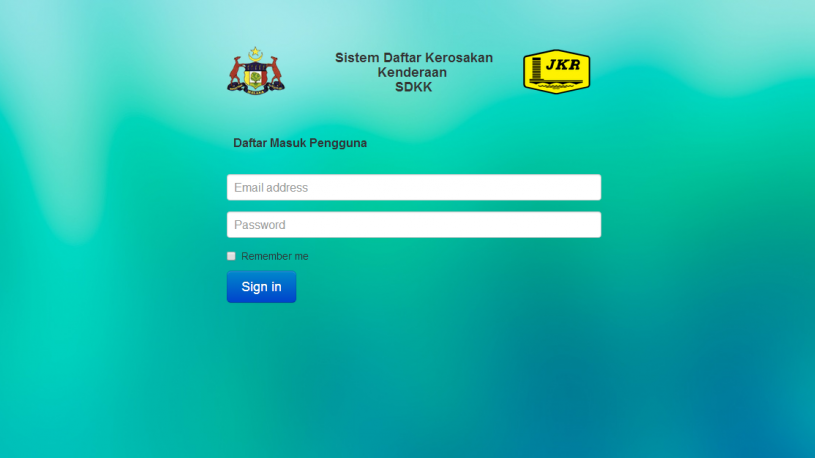 Sistem Daftar Kerosakan
Kenderaan
SDKK
JKR
Daftar Masuk Pengguna
Email address
Password
Remember me
Sign in